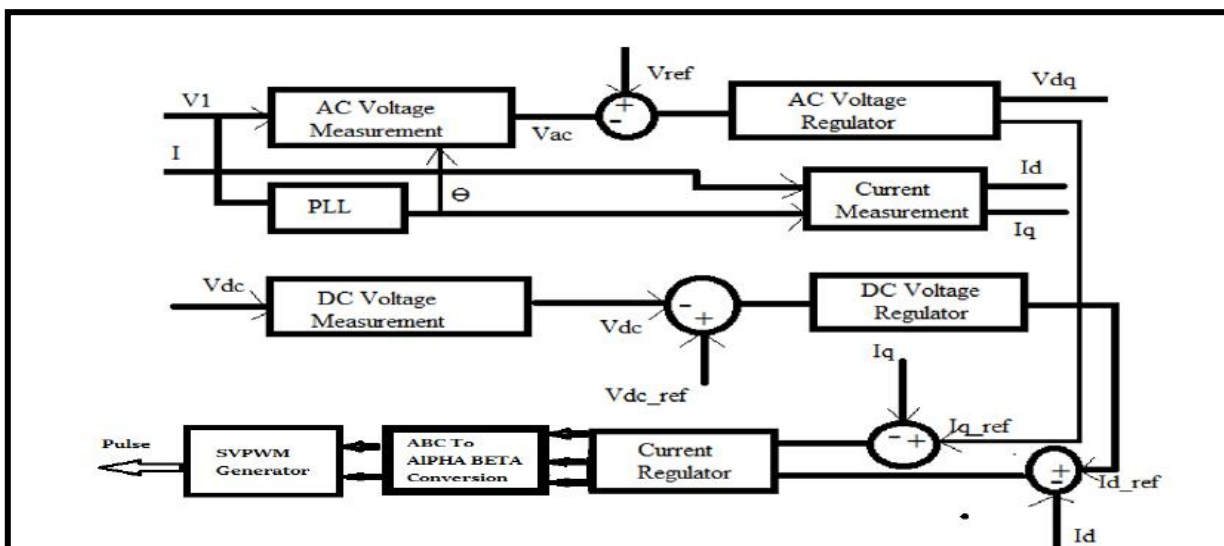 Vref
Vdq
V1
AC Voltage
Measurement
+
-
AC Voltage
Regulator
Vac
I
Id
PLL
Θ
Current
Measurement
Iq
Vdc
DC Voltage
Measurement
-
+
DC Voltage
Regulator
Vdc
Iq
Vdc_ref
Pulse
SVPWM
Generator
ABC To
AlPHA BETA
Conversion
Current
Regulator
- +
Iq_ref
+
-
Id_ref
Id